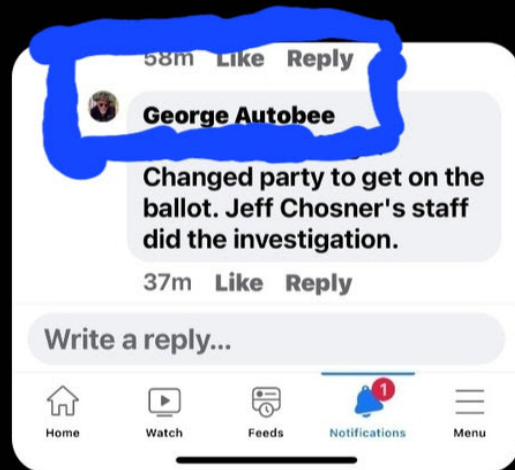 58m Like Reply
George Autobee
Changed party to get on the
ballot. Jeff Chosner's staff
did the investigation.
37m Like Reply
Write a reply...
1
Home Watch Feeds Notifications Menu